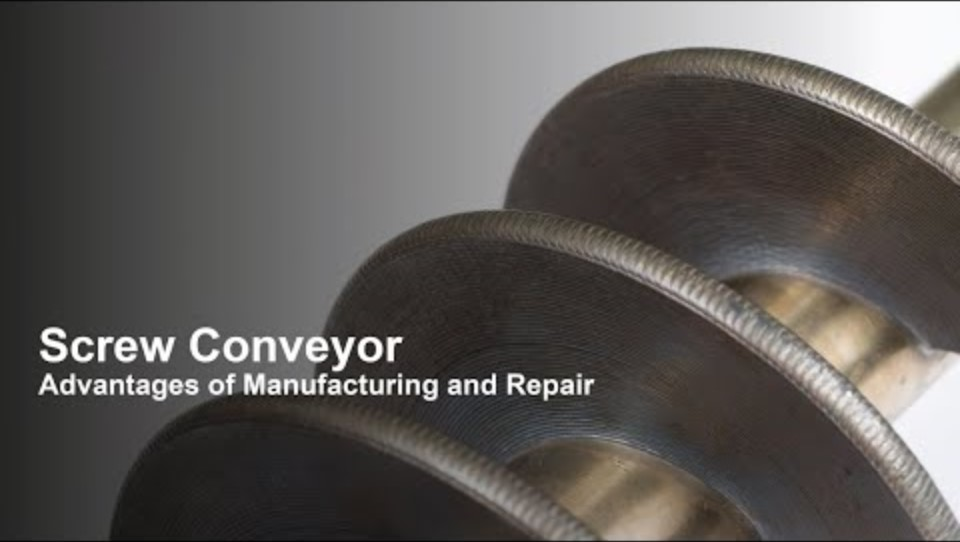 Screw Conveyor
Advantages of Manufacturing and Repair